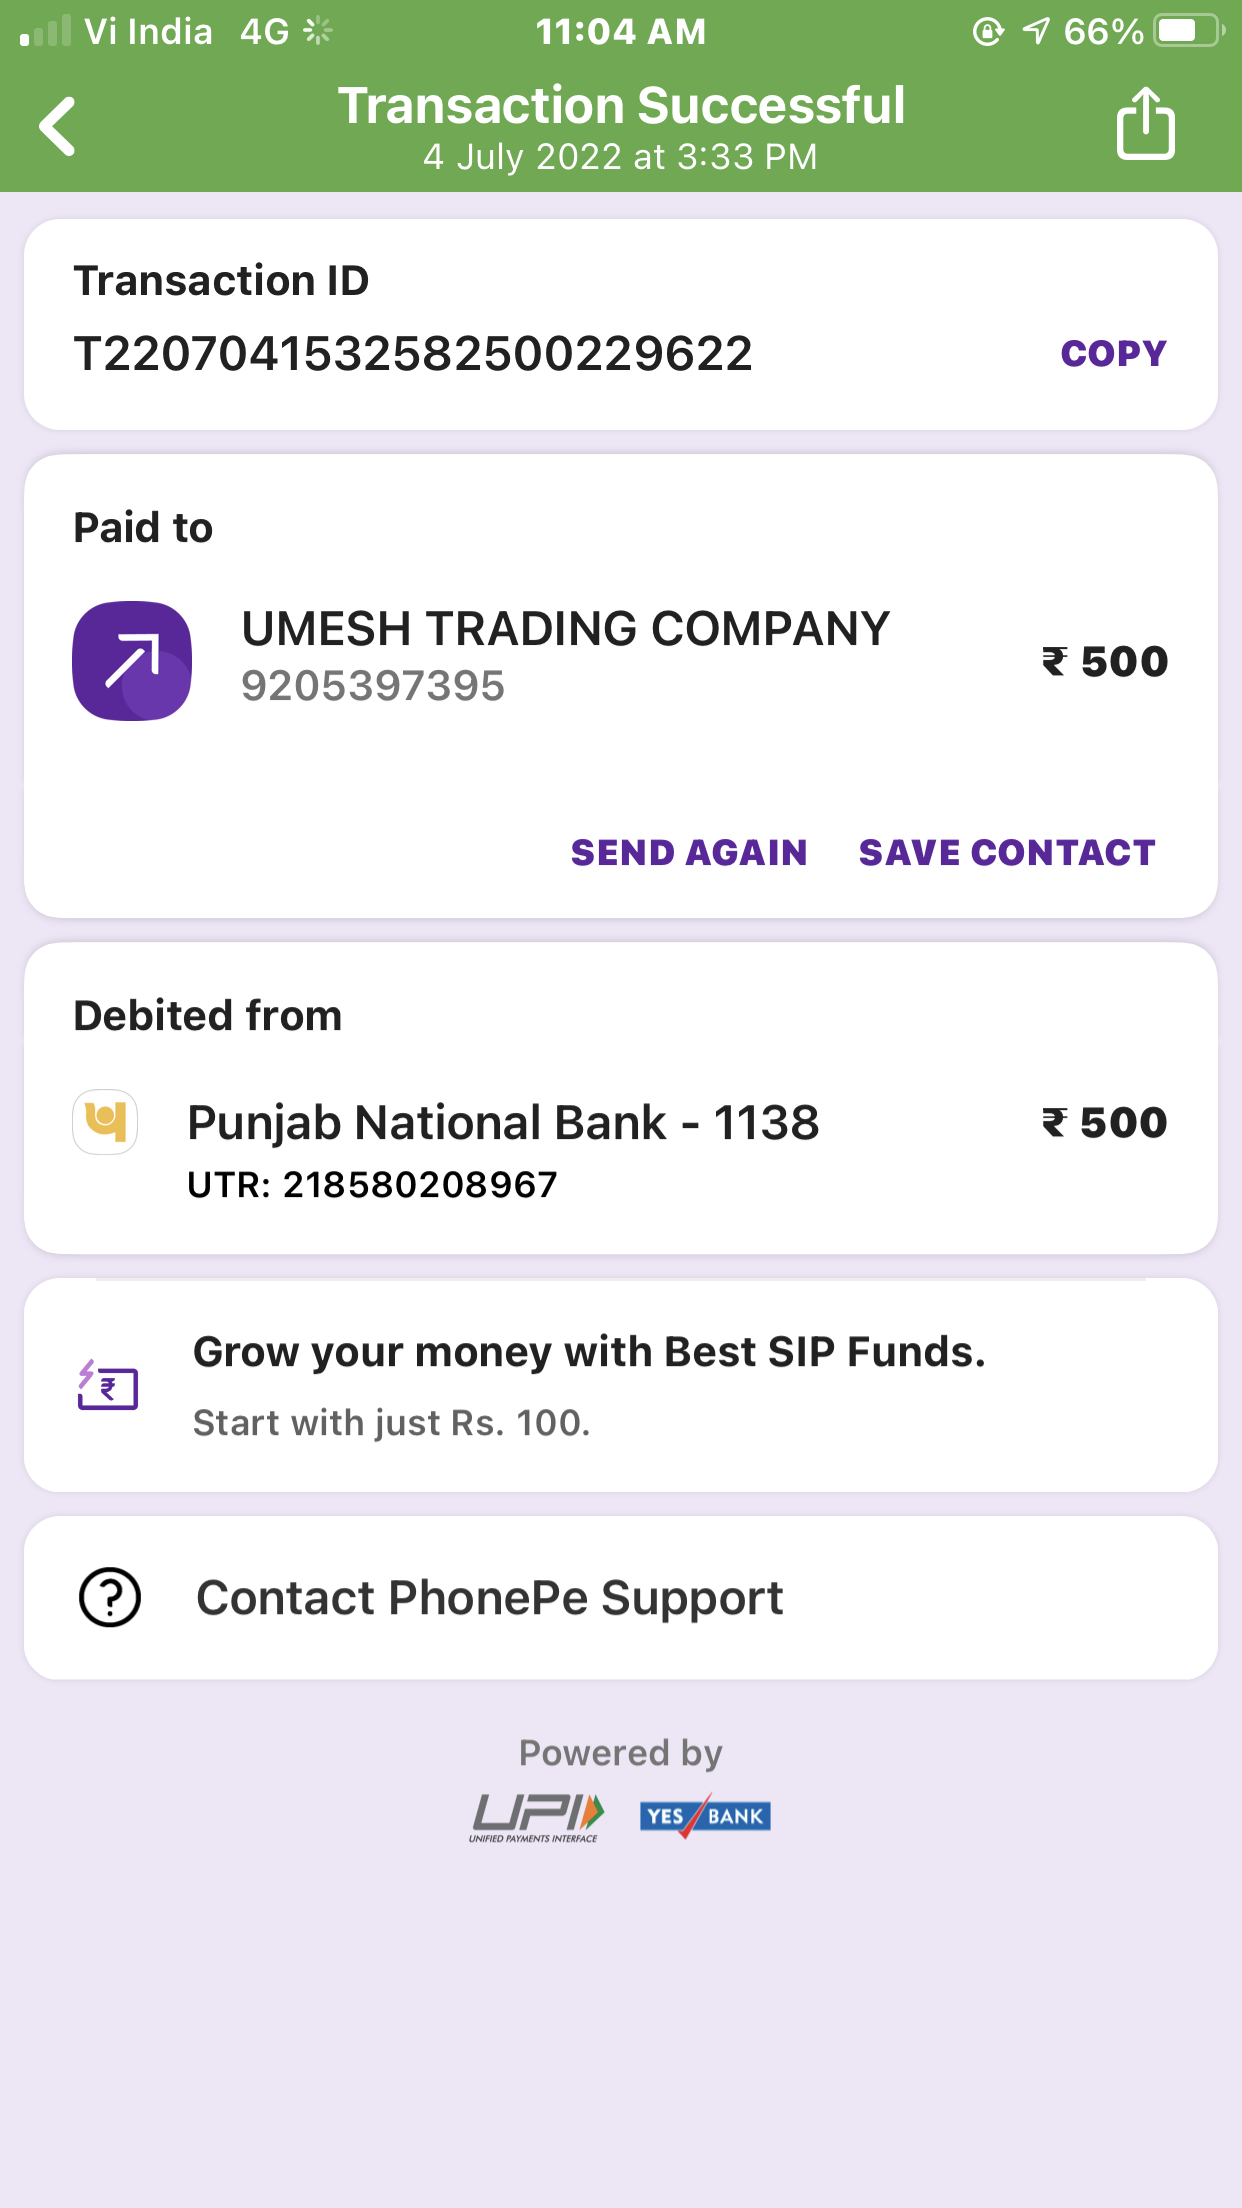 Vi India 4G 11:04 AM 66%
Transaction Successful
4 July 2022 at 3:33 PM
Transaction ID
T2207041532582500229622 COPY
Paid to
UMESH TRADING COMPANY
9205397395
₹ 500
SEND AGAIN SAVE CONTACT
Debited from
Punjab National Bank - 1138 ₹ 500
UTR: 218580208967
Grow your money with Best SIP Funds.
Start with just Rs. 100.
Contact PhonePe Support
Powered by
UPI YES BANK
UNIFIED PAYMENTS INTERFACE